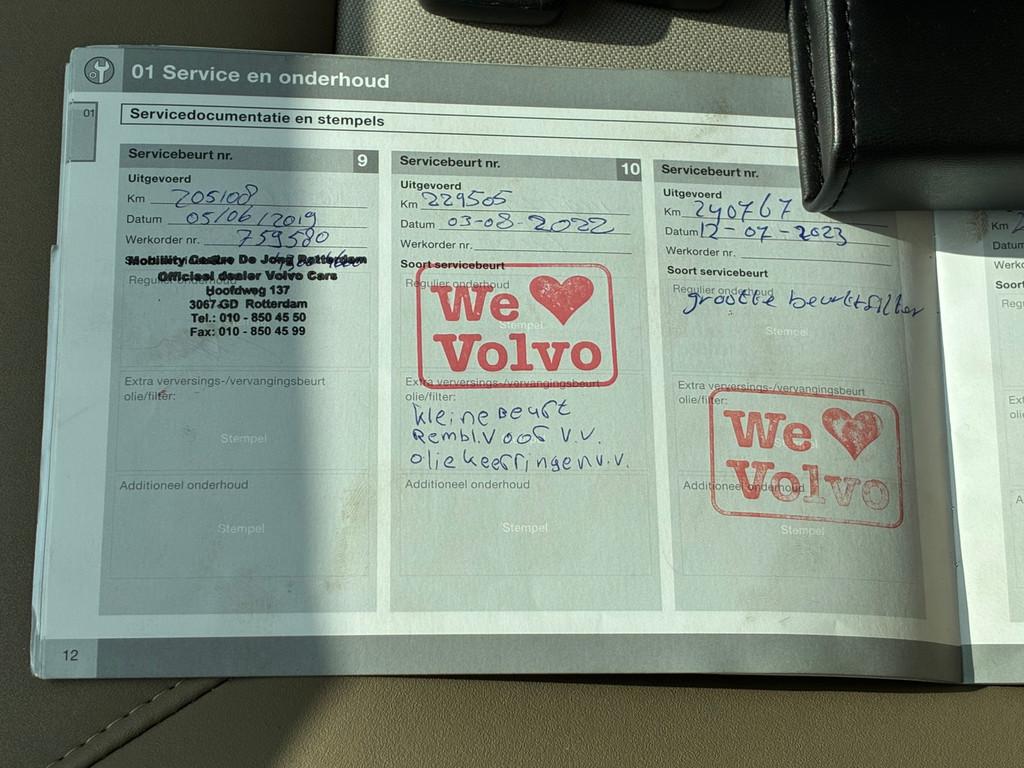 01 Service en onderhoud
01
Servicedocumentatie en stempels
Servicebeurt nr. 9
Uitgevoerd
Km 205108
Datum 05/06/2019
Werkorder nr. 759580
Mobility Centre De Jong Rotterdam
Officieel dealer Volvo Cars
Hoofdweg 137
3067 GD Rotterdam
Tel.: 010 - 850 45 50
Fax: 010 - 850 45 99
Extra verversings-/vervangingsbeurt
olie/filter:
Stempel
Additioneel onderhoud
Stempel
Servicebeurt nr. 10
Uitgevoerd
Km 229505
Datum 03-08-2022
Werkorder nr.
Soort servicebeurt
Regulier onderhoud
Stempel
We
Volvo
Extra verversings-/vervangingsbeurt
olie/filter:
kleine Beurt
Rembl. Voor V.V.
oliekeerringen v.v.
Additioneel onderhoud
Stempel
Servicebeurt nr.
Uitgevoerd
Km 240767
Datum 12-07-2023
Werkorder nr.
Soort servicebeurt
Regulier onderhoud
Stempel
Extra verversings-/vervangingsbeurt
olie/filter:
We
Volvo
Additioneel onderhoud
Stempel
12
Km
Datum